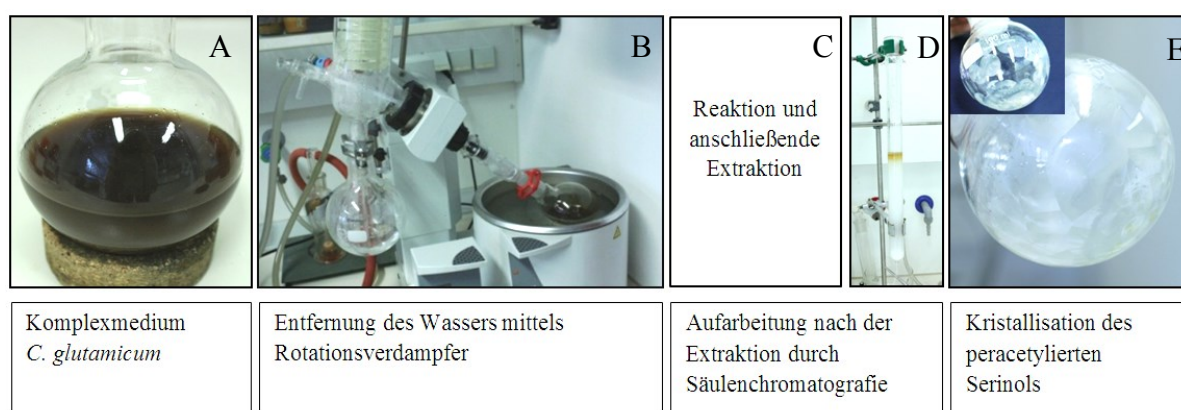 A
B
C
D
E
Reaktion und
anschließende
Extraktion
Komplexmedium
C. glutamicum
Entfernung des Wassers mittels
Rotationsverdampfer
Aufarbeitung nach der
Extraktion durch
Säulenchromatografie
Kristallisation des
peracetylierten
Serinols